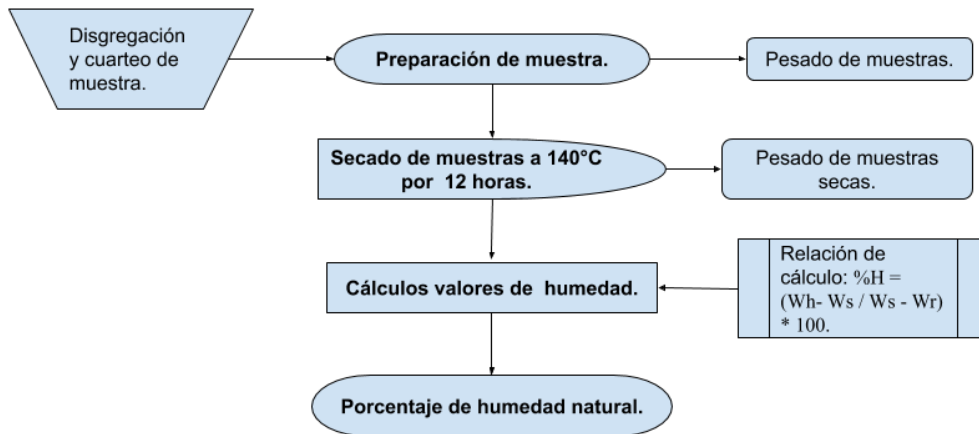 Disgregación
y cuarteo de
muestra.
Preparación de muestra.
Pesado de muestras.
Secado de muestras a 140°C
por 12 horas.
Pesado de muestras
secas.
Cálculos valores de humedad.
Relación de
cálculo: %H =
(Wh- Ws / Ws - Wr)
* 100.
Porcentaje de humedad natural.